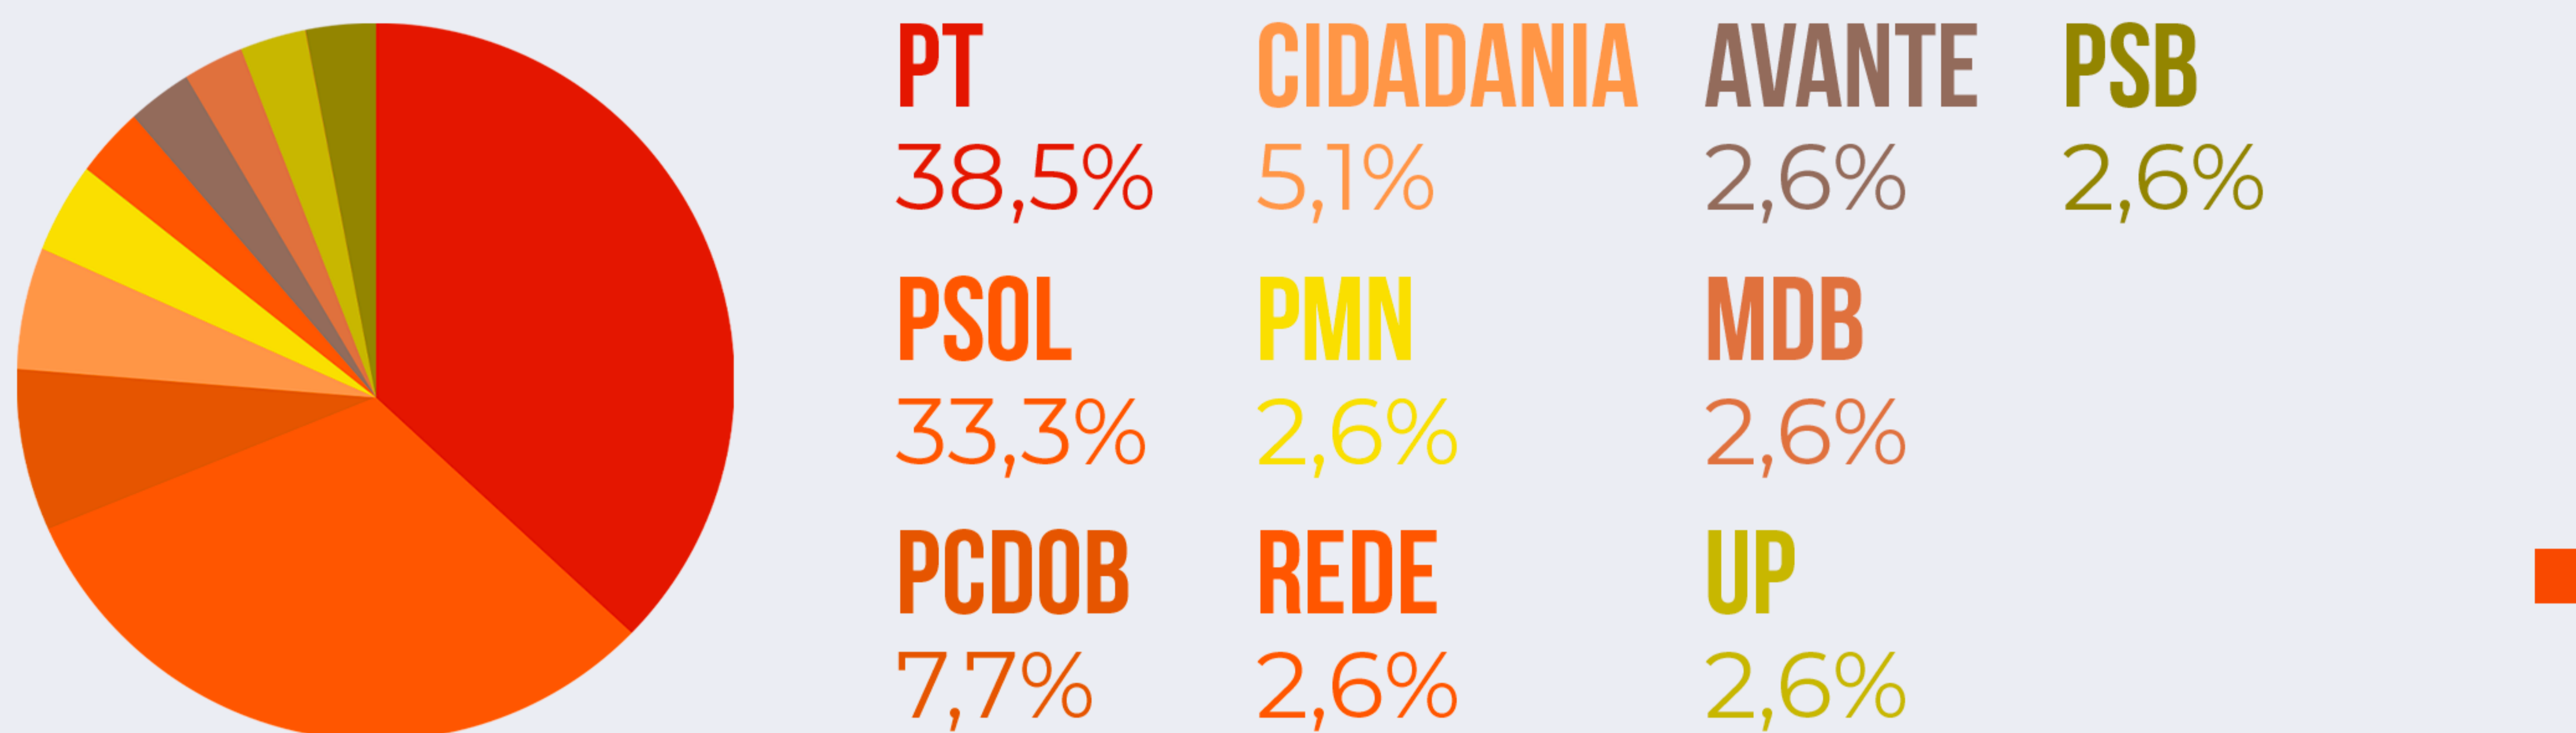 PT
38,5%
PSOL
33,3%
PCDOB
7,7%
CIDADANIA
5,1%
PMN
2,6%
REDE
2,6%
AVANTE
2,6%
MDB
2,6%
UP
2,6%
PSB
2,6%